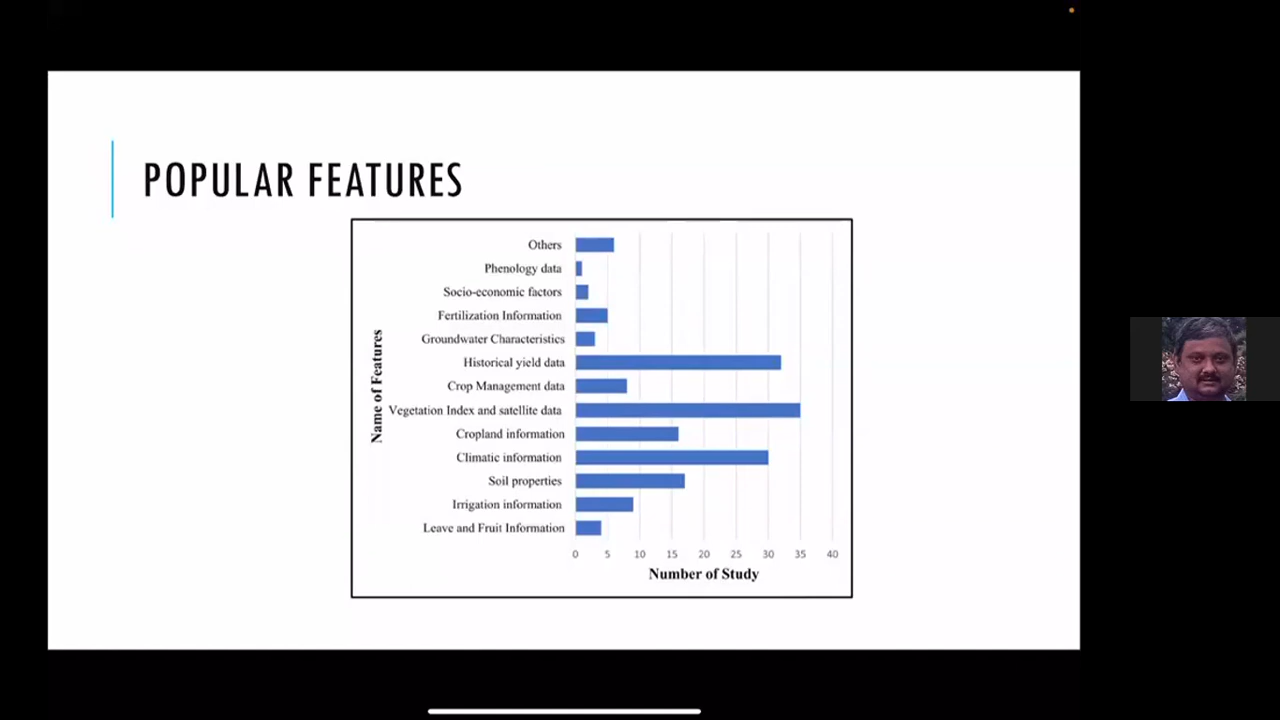 POPULAR FEATURES
Others
Phenology data
Socio-economic factors
Fertilization Information
Groundwater Characteristics
Historical yield data
Crop Management data
Vegetation Index and satellite data
Cropland information
Climatic information
Soil properties
Irrigation information
Leave and Fruit Information
Name of Features
0 5 10 15 20 25 30 35 40
Number of Study